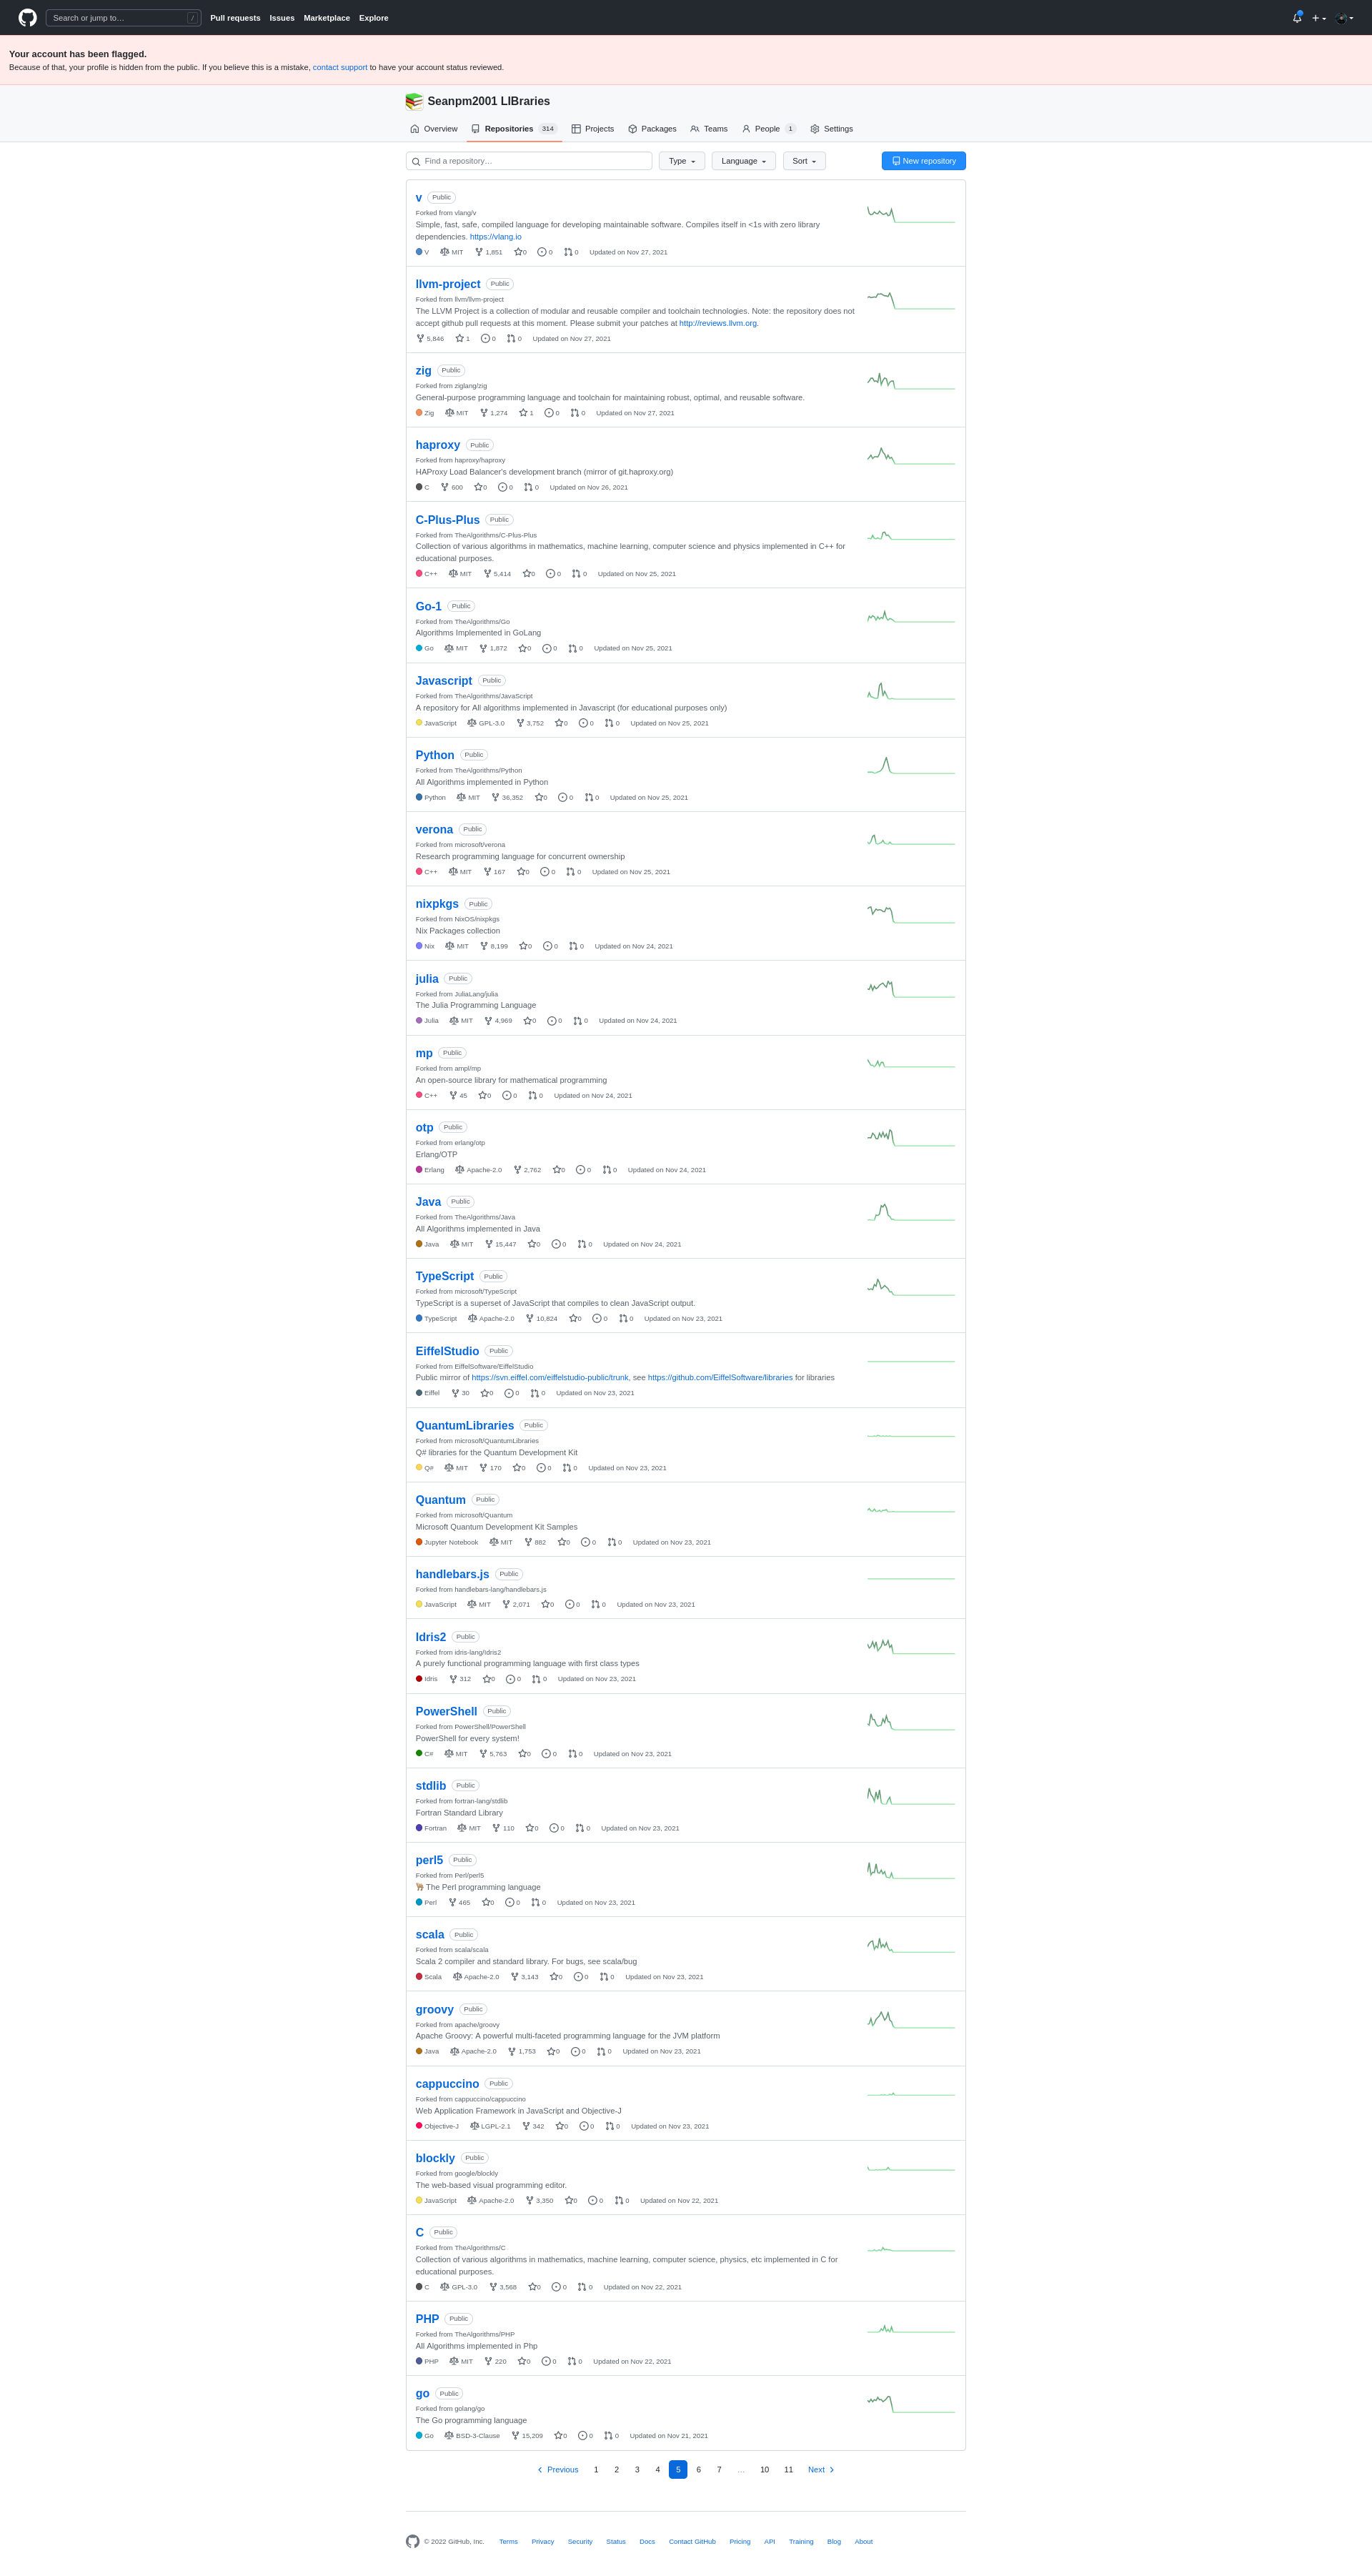 Search or jump to… /
Pull requests Issues Marketplace Explore
Your account has been flagged.
Because of that, your profile is hidden from the public. If you believe this is a mistake, contact support to have your account status reviewed.
Seanpm2001 LIBraries
Overview Repositories 314 Projects Packages Teams People 1 Settings
Find a repository… Type Language Sort New repository
v Public
Forked from vlang/v
Simple, fast, safe, compiled language for developing maintainable software. Compiles itself in <1s with zero library
dependencies. https://vlang.io
V MIT 1,851 0 0 0 Updated on Nov 27, 2021
llvm-project Public
Forked from llvm/llvm-project
The LLVM Project is a collection of modular and reusable compiler and toolchain technologies. Note: the repository does not
accept github pull requests at this moment. Please submit your patches at http://reviews.llvm.org.
5,846 1 0 0 Updated on Nov 27, 2021
zig Public
Forked from ziglang/zig
General-purpose programming language and toolchain for maintaining robust, optimal, and reusable software.
Zig MIT 1,274 1 0 0 Updated on Nov 27, 2021
haproxy Public
Forked from haproxy/haproxy
HAProxy Load Balancer's development branch (mirror of git.haproxy.org)
C 600 0 0 0 Updated on Nov 26, 2021
C-Plus-Plus Public
Forked from TheAlgorithms/C-Plus-Plus
Collection of various algorithms in mathematics, machine learning, computer science and physics implemented in C++ for
educational purposes.
C++ MIT 5,414 0 0 0 Updated on Nov 25, 2021
Go-1 Public
Forked from TheAlgorithms/Go
Algorithms Implemented in GoLang
Go MIT 1,872 0 0 0 Updated on Nov 25, 2021
Javascript Public
Forked from TheAlgorithms/JavaScript
A repository for All algorithms implemented in Javascript (for educational purposes only)
JavaScript GPL-3.0 3,752 0 0 0 Updated on Nov 25, 2021
Python Public
Forked from TheAlgorithms/Python
All Algorithms implemented in Python
Python MIT 36,352 0 0 0 Updated on Nov 25, 2021
verona Public
Forked from microsoft/verona
Research programming language for concurrent ownership
C++ MIT 167 0 0 0 Updated on Nov 25, 2021
nixpkgs Public
Forked from NixOS/nixpkgs
Nix Packages collection
Nix MIT 8,199 0 0 0 Updated on Nov 24, 2021
julia Public
Forked from JuliaLang/julia
The Julia Programming Language
Julia MIT 4,969 0 0 0 Updated on Nov 24, 2021
mp Public
Forked from ampl/mp
An open-source library for mathematical programming
C++ 45 0 0 0 Updated on Nov 24, 2021
otp Public
Forked from erlang/otp
Erlang/OTP
Erlang Apache-2.0 2,762 0 0 0 Updated on Nov 24, 2021
Java Public
Forked from TheAlgorithms/Java
All Algorithms implemented in Java
Java MIT 15,447 0 0 0 Updated on Nov 24, 2021
TypeScript Public
Forked from microsoft/TypeScript
TypeScript is a superset of JavaScript that compiles to clean JavaScript output.
TypeScript Apache-2.0 10,824 0 0 0 Updated on Nov 23, 2021
EiffelStudio Public
Forked from EiffelSoftware/EiffelStudio
Public mirror of https://svn.eiffel.com/eiffelstudio-public/trunk, see https://github.com/EiffelSoftware/libraries for libraries
Eiffel 30 0 0 0 Updated on Nov 23, 2021
QuantumLibraries Public
Forked from microsoft/QuantumLibraries
Q# libraries for the Quantum Development Kit
Q# MIT 170 0 0 0 Updated on Nov 23, 2021
Quantum Public
Forked from microsoft/Quantum
Microsoft Quantum Development Kit Samples
Jupyter Notebook MIT 882 0 0 0 Updated on Nov 23, 2021
handlebars.js Public
Forked from handlebars-lang/handlebars.js
JavaScript MIT 2,071 0 0 0 Updated on Nov 23, 2021
Idris2 Public
Forked from idris-lang/Idris2
A purely functional programming language with first class types
Idris 312 0 0 0 Updated on Nov 23, 2021
PowerShell Public
Forked from PowerShell/PowerShell
PowerShell for every system!
C# MIT 5,763 0 0 0 Updated on Nov 23, 2021
stdlib Public
Forked from fortran-lang/stdlib
Fortran Standard Library
Fortran MIT 110 0 0 0 Updated on Nov 23, 2021
perl5 Public
Forked from Perl/perl5
🐫 The Perl programming language
Perl 465 0 0 0 Updated on Nov 23, 2021
scala Public
Forked from scala/scala
Scala 2 compiler and standard library. For bugs, see scala/bug
Scala Apache-2.0 3,143 0 0 0 Updated on Nov 23, 2021
groovy Public
Forked from apache/groovy
Apache Groovy: A powerful multi-faceted programming language for the JVM platform
Java Apache-2.0 1,753 0 0 0 Updated on Nov 23, 2021
cappuccino Public
Forked from cappuccino/cappuccino
Web Application Framework in JavaScript and Objective-J
Objective-J LGPL-2.1 342 0 0 0 Updated on Nov 23, 2021
blockly Public
Forked from google/blockly
The web-based visual programming editor.
JavaScript Apache-2.0 3,350 0 0 0 Updated on Nov 22, 2021
C Public
Forked from TheAlgorithms/C
Collection of various algorithms in mathematics, machine learning, computer science, physics, etc implemented in C for
educational purposes.
C GPL-3.0 3,568 0 0 0 Updated on Nov 22, 2021
PHP Public
Forked from TheAlgorithms/PHP
All Algorithms implemented in Php
PHP MIT 220 0 0 0 Updated on Nov 22, 2021
go Public
Forked from golang/go
The Go programming language
Go BSD-3-Clause 15,209 0 0 0 Updated on Nov 21, 2021
Previous 1 2 3 4 5 6 7 … 10 11 Next
© 2022 GitHub, Inc. Terms Privacy Security Status Docs Contact GitHub Pricing API Training Blog About